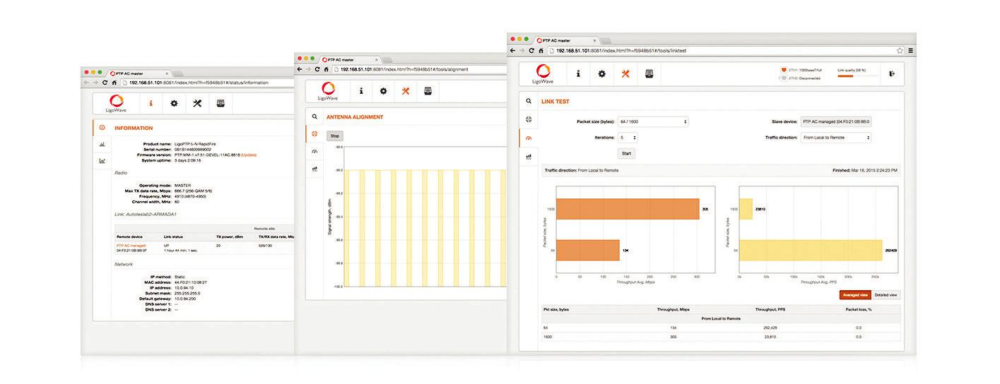 PTP AC master
192.168.51.101:8081/index.html?h=f5948b51#/status/information
LigoWave
INFORMATION
Product name: LigoPTP 5-N RapidFire
Serial number: 0B1B144600999002
Firmware version: PTP.MM-1.v7.51-DEVEL-11AC.8616 (Update)
System uptime: 3 days 2:09:16
Radio
Operating mode: MASTER
Max TX data rate, Mbps: 866.7 (256-QAM 5/6)
Frequency, MHz: 4910 (4870-4950)
Channel width, MHz: 80
Link: Autoteslab2-ARMADA1
Remote site
Remote device Link status TX power, dBm TX/RX data rate, Mb
PTP AC managed UP 20 526/130
04:F0:21:0B:9B:0F 1 hour 44 min. 1 sec.
Network
IP method: Static
MAC address: 44:F0:21:10:08:27
IP address: 10.0.94.10
Subnet mask: 255.255.255.0
Default gateway: 10.0.94.200
DNS server 1: --
DNS server 2: --
PTP AC master
192.168.51.101:8081/index.html?h=f5948b51#/tools/alignment
LigoWave
ANTENNA ALIGNMENT
Stop
Signal strength, dBm
-98.8
-99.0
-99.2
-99.4
-99.6
-99.8
-100.0
PTP AC master
192.168.51.101:8081/index.html?h=f5948b51#/tools/linktest
LigoWave
ETH1: 1000baseT/full
ETH2: Disconnected
Link quality (38 %)
LINK TEST
Packet size (bytes): 64 / 1600 Slave device: PTP AC managed (04:F0:21:0B:9B:0
Iterations: 5 Traffic direction: From Local to Remote
Start
Traffic direction: From Local to Remote Finished: Mar 16, 2015 2:24:23 PM
Packet size, bytes
1600 305
64 134
0 50 100 150 200 250 300
Throughput Avg, Mbps
Packet size, bytes
1600 23810
64 262429
0k 50k 100k 150k 200k 250k
Throughput Avg, PPS
Averaged view Detailed view
Pkt size, bytes Throughput, Mbps Throughput, PPS Packet loss, %
From Local to Remote
64 134 262,429 0.0
1600 305 23,810 0.0